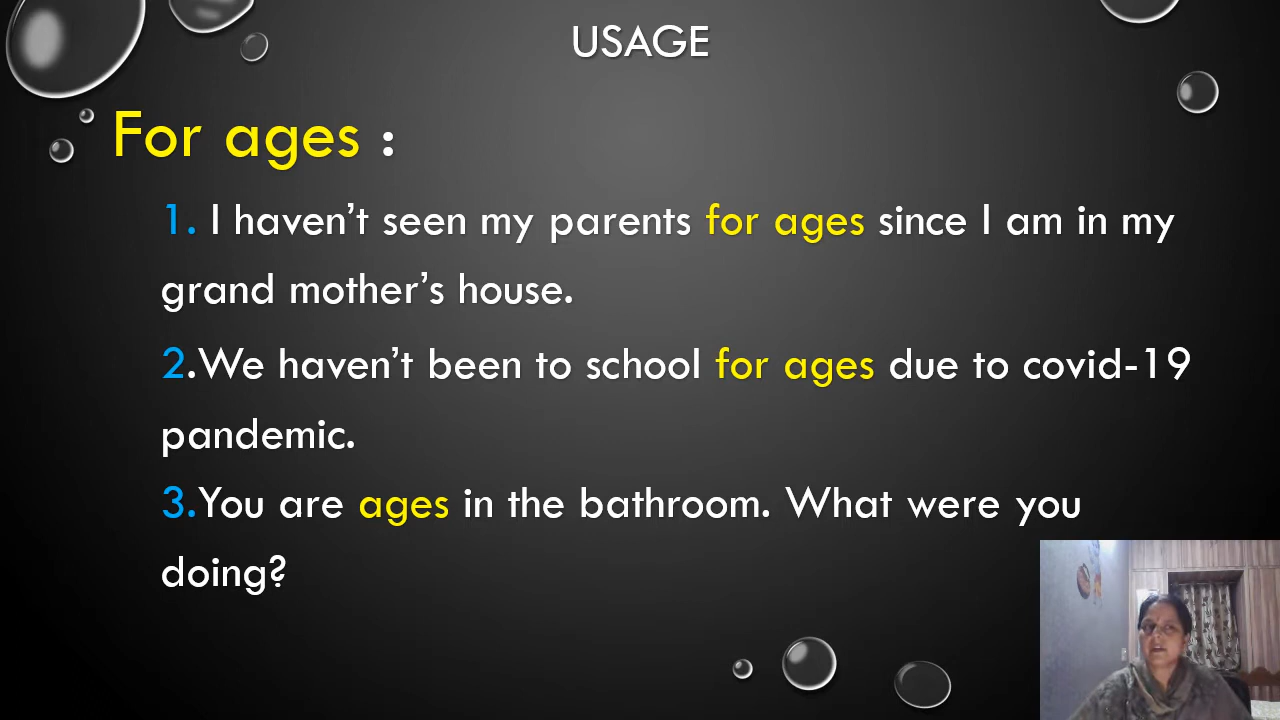 USAGE
For ages :
1. I haven’t seen my parents for ages since I am in my
grand mother’s house.
2.We haven’t been to school for ages due to covid-19
pandemic.
3.You are ages in the bathroom. What were you
doing?